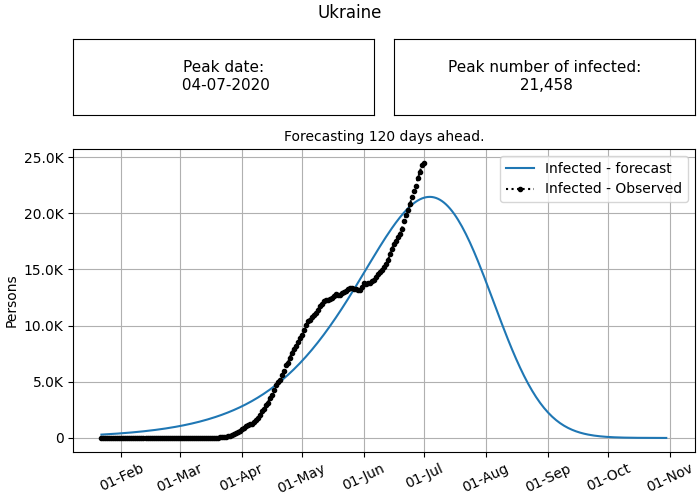 Ukraine
Peak date:
04-07-2020
Peak number of infected:
21,458
Forecasting 120 days ahead.
25.0K
20.0K
15.0K
10.0K
5.0K
0
Persons
Infected - forecast
Infected - Observed
01-Feb
01-Mar
01-Apr
01-May
01-Jun
01-Jul
01-Aug
01-Sep
01-Oct
01-Nov